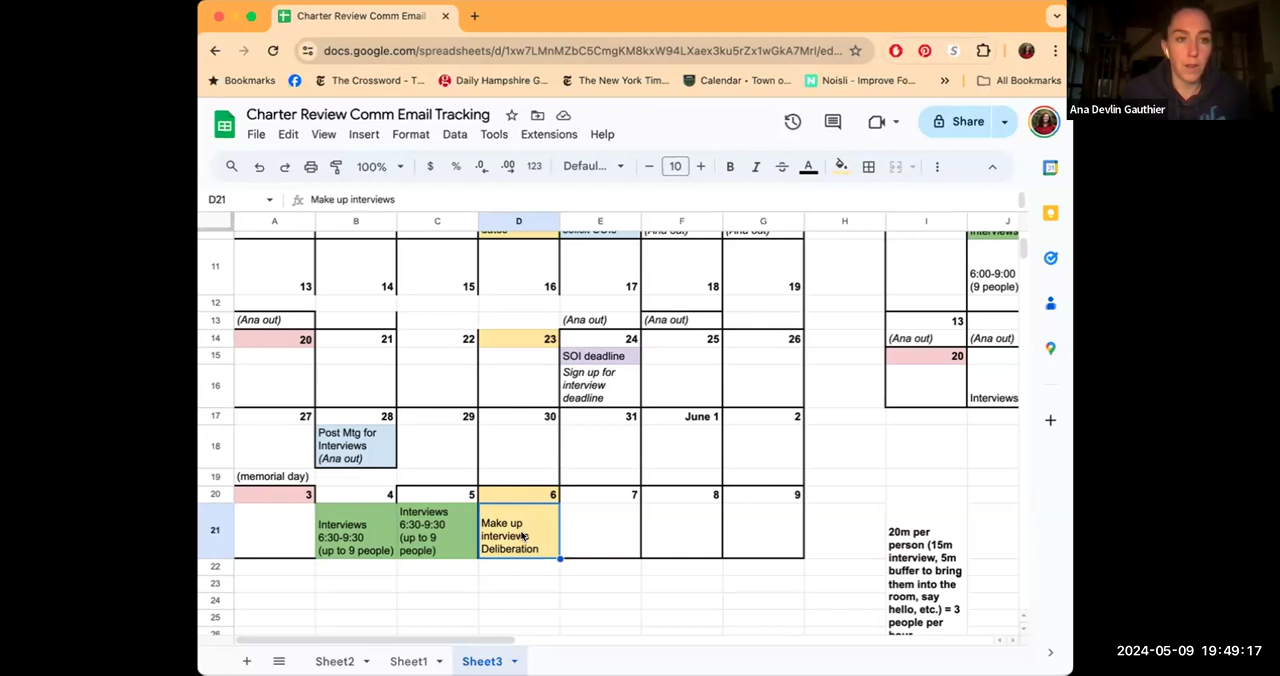 Charter Review Comm Email
Bookmarks
The Crossword - T...
Daily Hampshire G...
The New York Tim...
Calendar • Town o...
Noisli - Improve Fo...
»
All Bookmarks
docs.google.com/spreadsheets/d/1xw7LMnMZbC5CmgKM8kxW94LXaex3ku5rZx1wGkA7MrI/ed...
Ana Devlin Gauthier
Charter Review Comm Email Tracking
Share
File Edit View Insert Format Data Tools Extensions Help
100% $ % .0 .00 123 Defaul... − 10 + B I A
D21 fx Make up interviews
A B C D E F G H I J
11 13 14 15 16 17 18 19
6:00-9:00
(9 people)
12
13 (Ana out) (Ana out) (Ana out) 13
14 20 21 22 23 24 25 26 (Ana out) (Ana out)
15 SOI deadline 20
16 Sign up for
interview
deadline
Interviews
17 27 28 29 30 31 June 1 2
18 Post Mtg for
Interviews
(Ana out)
19 (memorial day)
20 3 4 5 6 7 8 9
21
Interviews
6:30-9:30
(up to 9 people)
Interviews
6:30-9:30
(up to 9
people)
Make up
interviews
Deliberation
20m per
person (15m
interview, 5m
buffer to bring
them into the
room, say
hello, etc.) = 3
people per
hour
22
23
24
25
26
Sheet2 Sheet1 Sheet3
2024-05-09 19:49:17